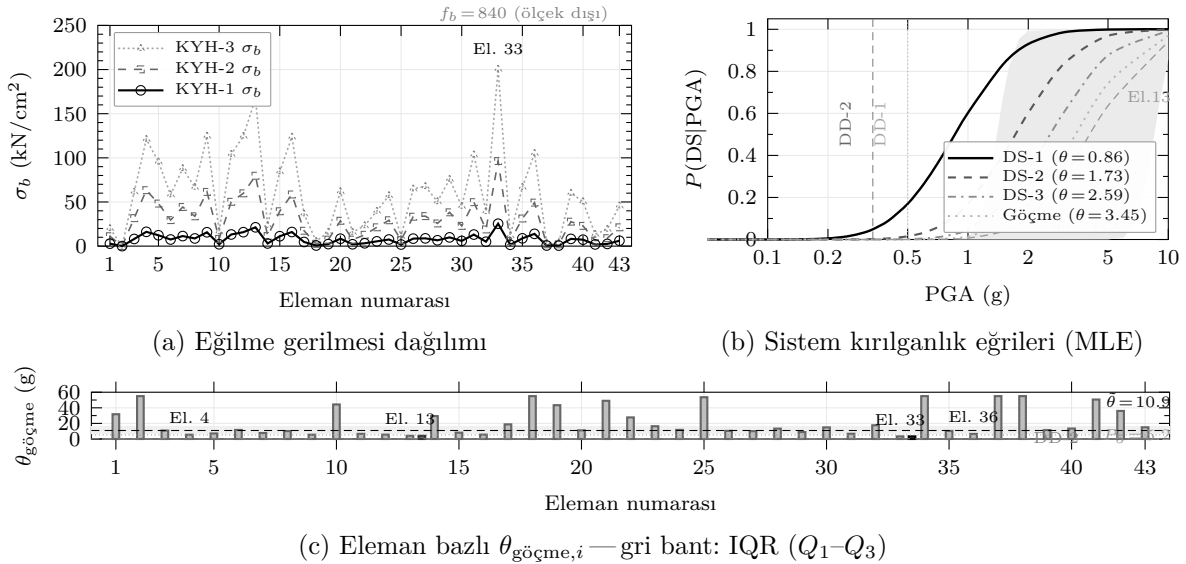 f_b = 840 (ölçek dışı)
σ_b (kN/cm²)
250
200
150
100
50
0
KYH-3 σ_b
KYH-2 σ_b
KYH-1 σ_b
El. 33
1 5 10 15 20 25 30 35 40 43
Eleman numarası
(a) Eğilme gerilmesi dağılımı
P(DS|PGA)
1
0.8
0.6
0.4
0.2
0
DD-2
DD-1
El.13
DS-1 (θ=0.86)
DS-2 (θ=1.73)
DS-3 (θ=2.59)
Göçme (θ=3.45)
0.1 0.2 0.5 1 2 5 10
PGA (g)
(b) Sistem kırılganlık eğrileri (MLE)
θ_göçme (g)
60
40
20
0
El. 4
El. 13
El. 33
El. 36
θ̄ = 10.9
DD-2
1 5 10 15 20 25 30 35 40 43
Eleman numarası
(c) Eleman bazlı θ_göçme,i — gri bant: IQR (Q₁–Q₃)